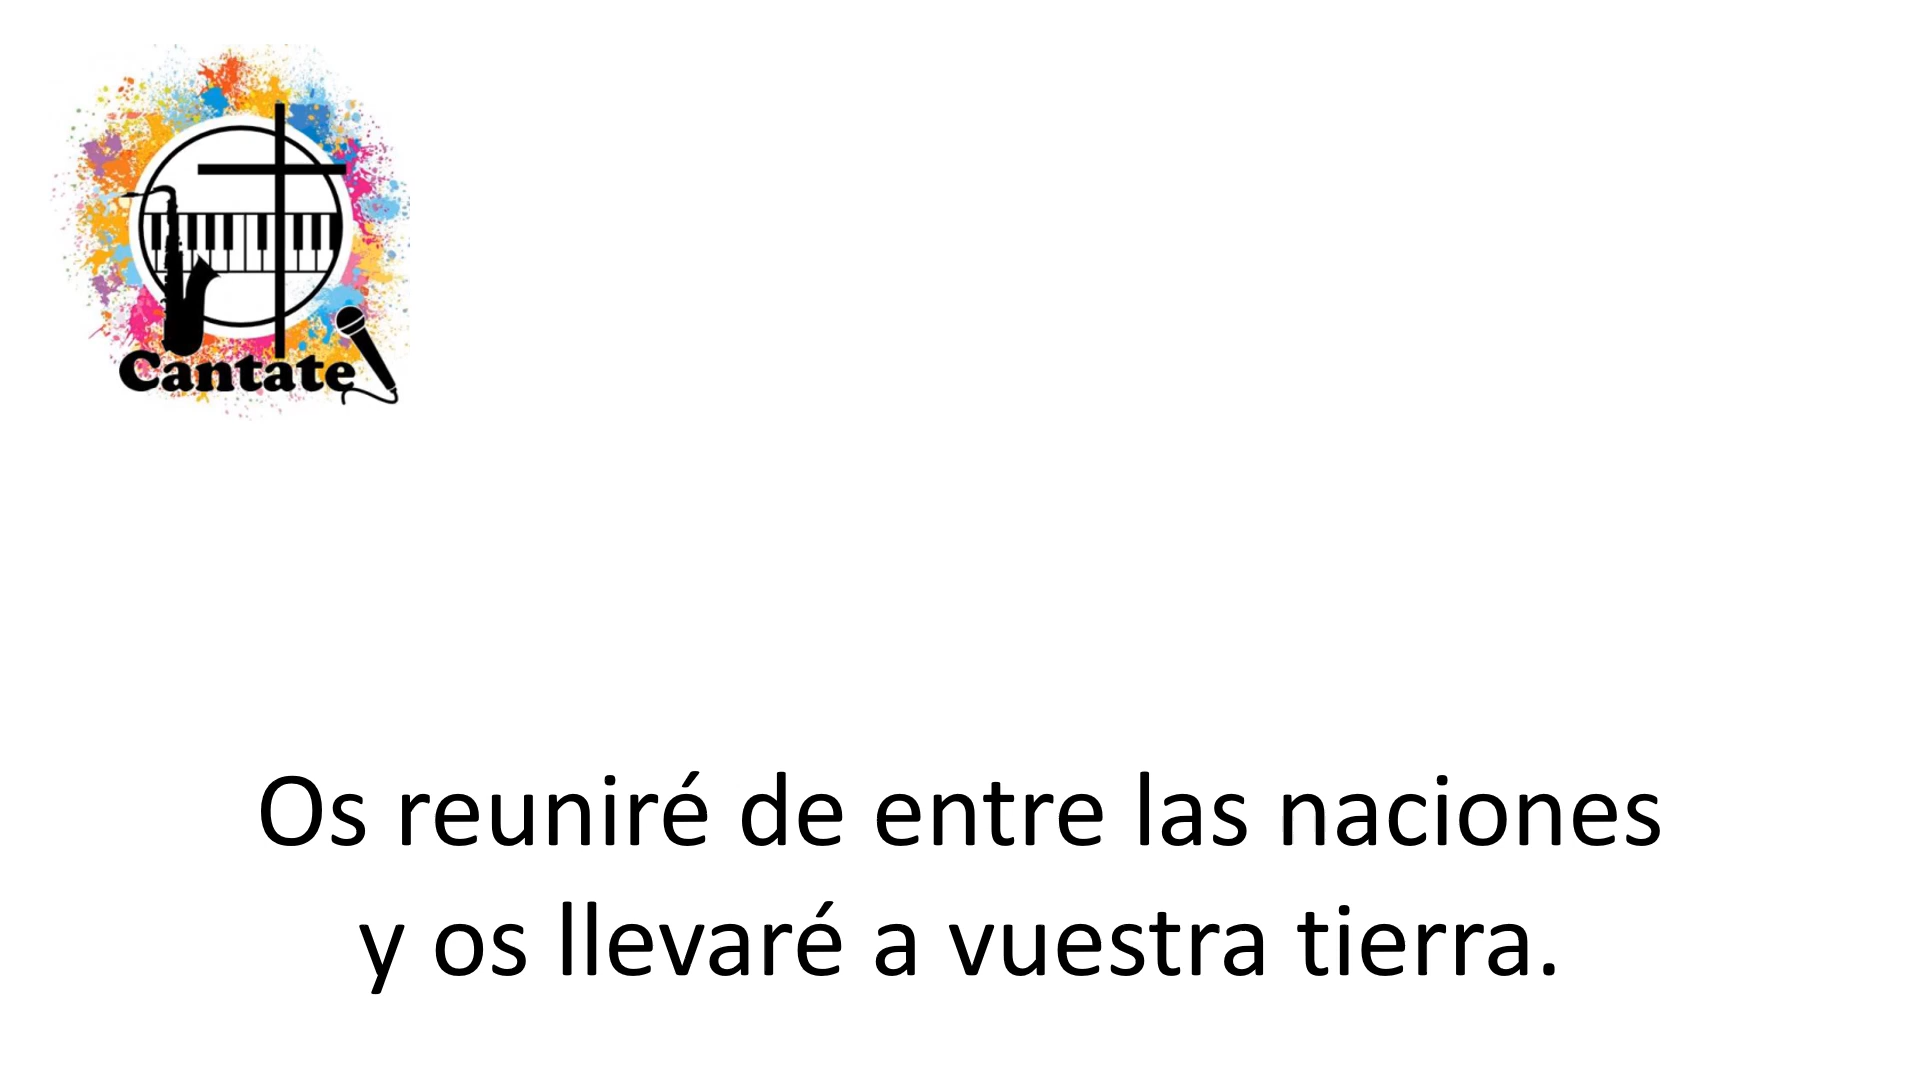 Cantate
Os reuniré de entre las naciones
y os llevaré a vuestra tierra.